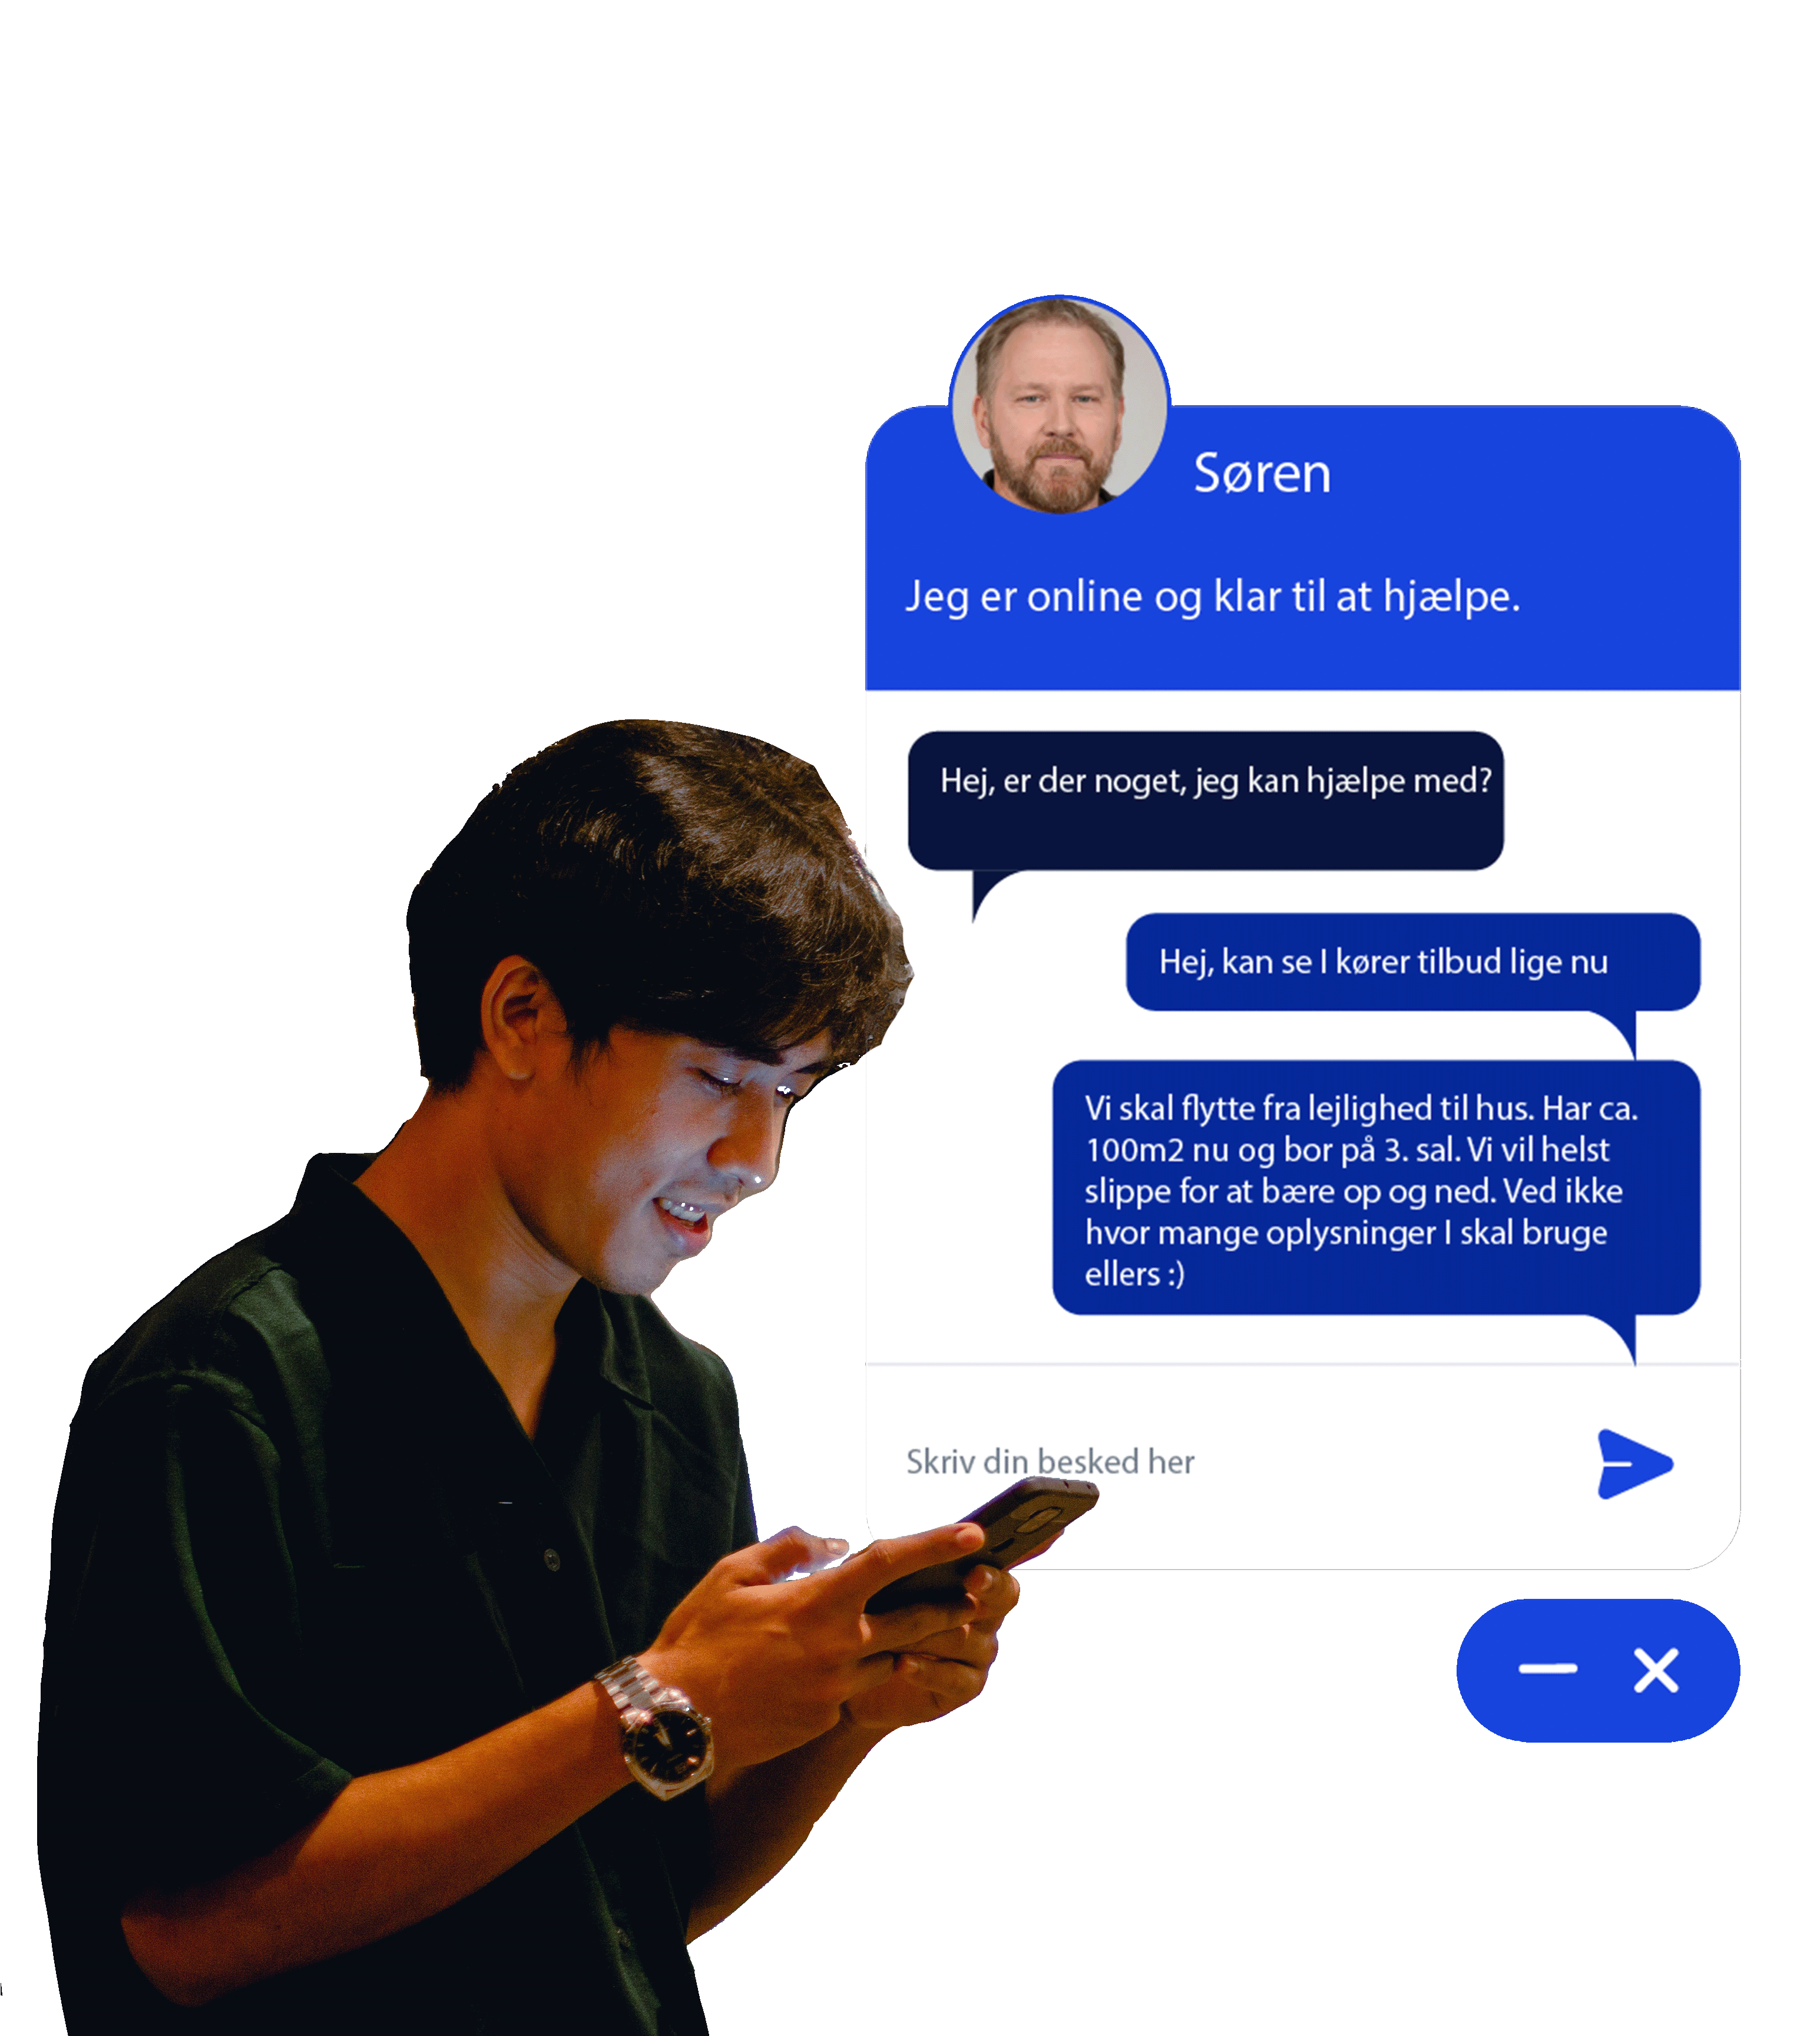 Søren
Jeg er online og klar til at hjælpe.
Hej, er der noget, jeg kan hjælpe med?
Hej, kan se I kører tilbud lige nu
Vi skal flytte fra lejlighed til hus. Har ca.
100m2 nu og bor på 3. sal. Vi vil helst
slippe for at bære op og ned. Ved ikke
hvor mange oplysninger I skal bruge
ellers :)
Skriv din besked her